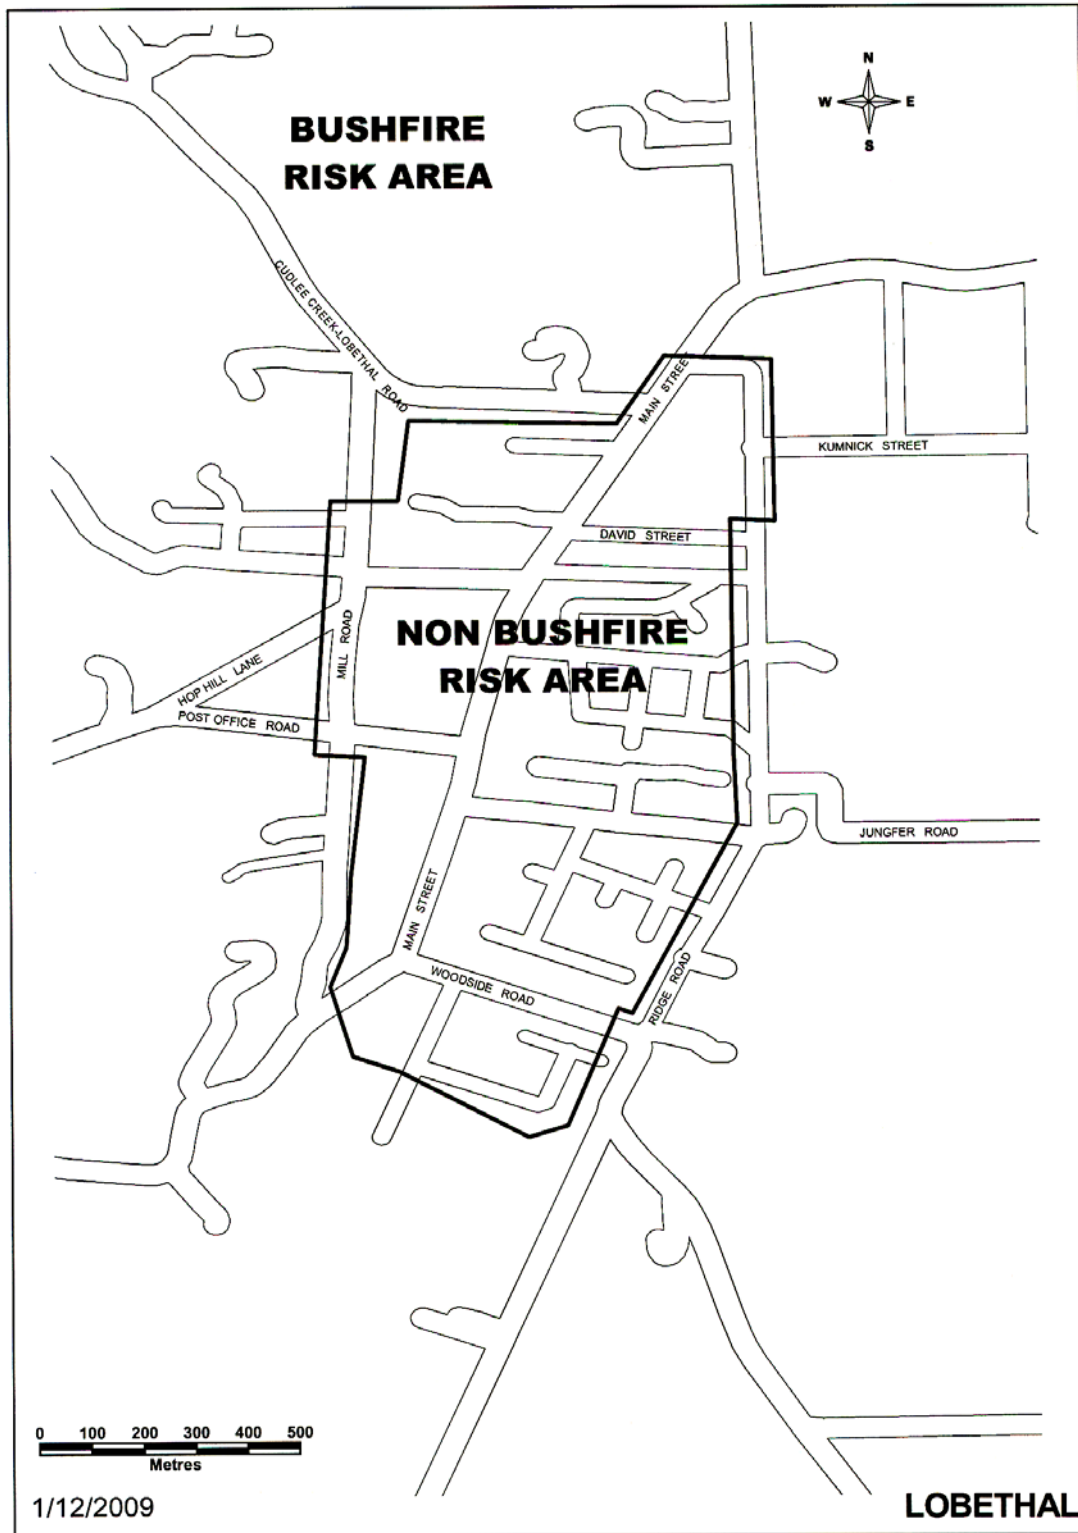 N
W E
S
BUSHFIRE
RISK AREA
CUDLEE CREEK-LOBETHAL ROAD
MAIN STREET
KUMNICK STREET
DAVID STREET
NON BUSHFIRE
RISK AREA
MILL ROAD
HOP HILL LANE
POST OFFICE ROAD
JUNGFER ROAD
MAIN STREET
WOODSIDE ROAD
RIDGE ROAD
0 100 200 300 400 500
Metres
1/12/2009
LOBETHAL